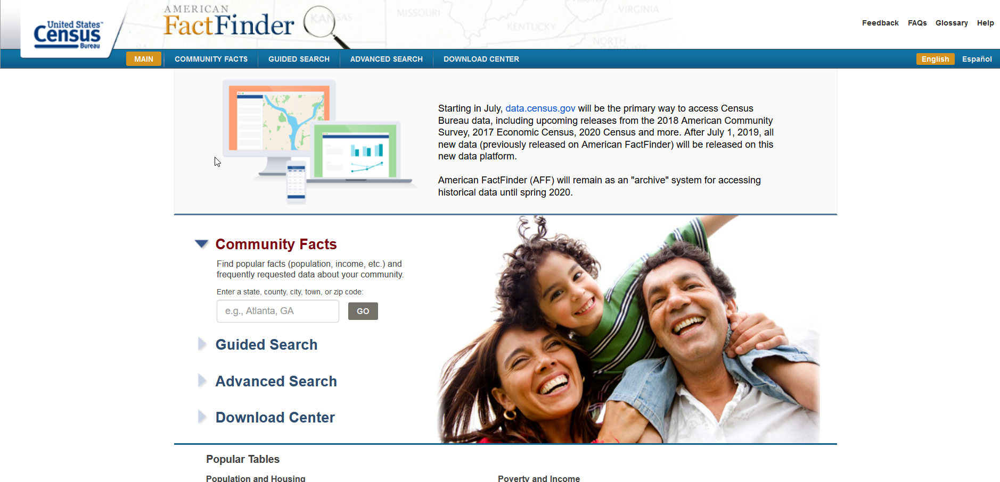 United States™
Census
Bureau
AMERICAN
FactFinder
KANSAS
MISSOURI
KENTUCKY
VIRGINIA
NORTH
CAROLINA
Feedback FAQs Glossary Help
MAIN COMMUNITY FACTS GUIDED SEARCH ADVANCED SEARCH DOWNLOAD CENTER English Español
Starting in July, data.census.gov will be the primary way to access Census
Bureau data, including upcoming releases from the 2018 American Community
Survey, 2017 Economic Census, 2020 Census and more. After July 1, 2019, all
new data (previously released on American FactFinder) will be released on this
new data platform.
American FactFinder (AFF) will remain as an "archive" system for accessing
historical data until spring 2020.
Community Facts
Find popular facts (population, income, etc.) and
frequently requested data about your community.
Enter a state, county, city, town, or zip code:
e.g., Atlanta, GA GO
Guided Search
Advanced Search
Download Center
Popular Tables
Population and Housing Poverty and Income